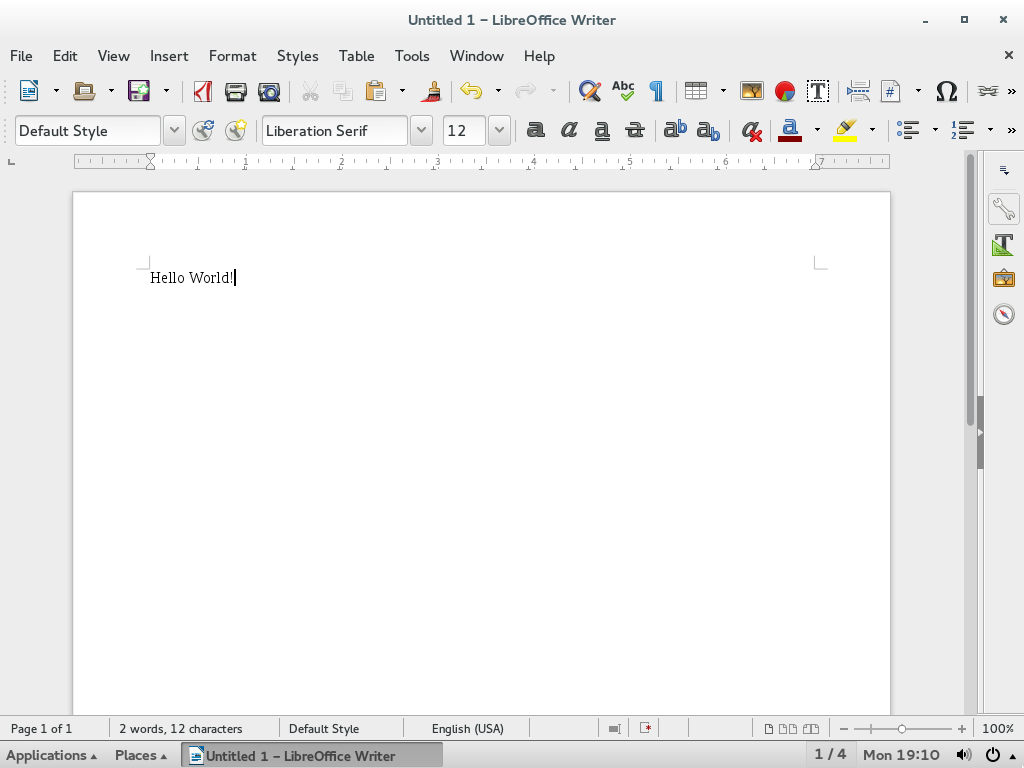 Untitled 1 – LibreOffice Writer
File Edit View Insert Format Styles Table Tools Window Help
Abc
Default Style Liberation Serif 12
1 2 3 4 5 6 7
Hello World!
Page 1 of 1 2 words, 12 characters Default Style English (USA) 100%
Applications Places Untitled 1 – LibreOffice Writer 1 / 4 Mon 19:10